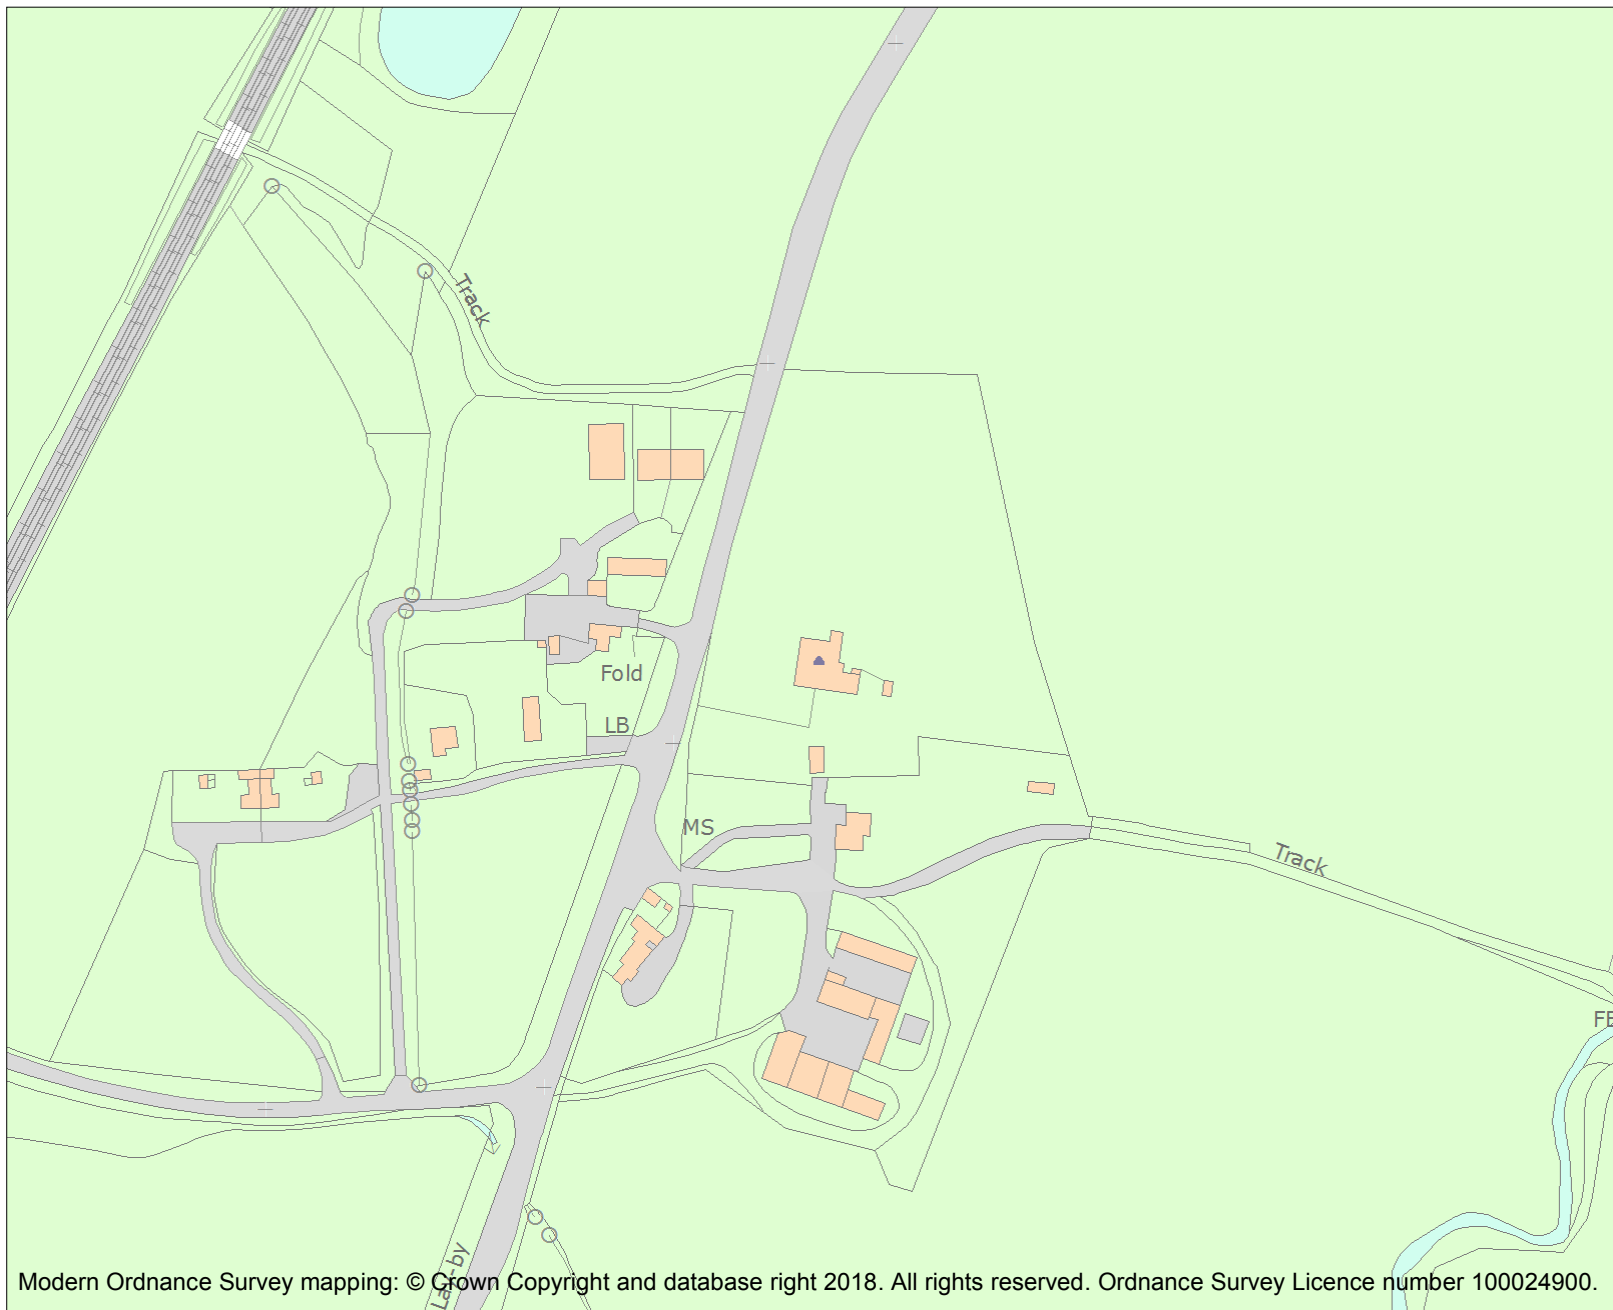 Track
Fold
LB
MS
Track
Lay-by
Modern Ordnance Survey mapping: © Crown Copyright and database right 2018. All rights reserved. Ordnance Survey Licence number 100024900.